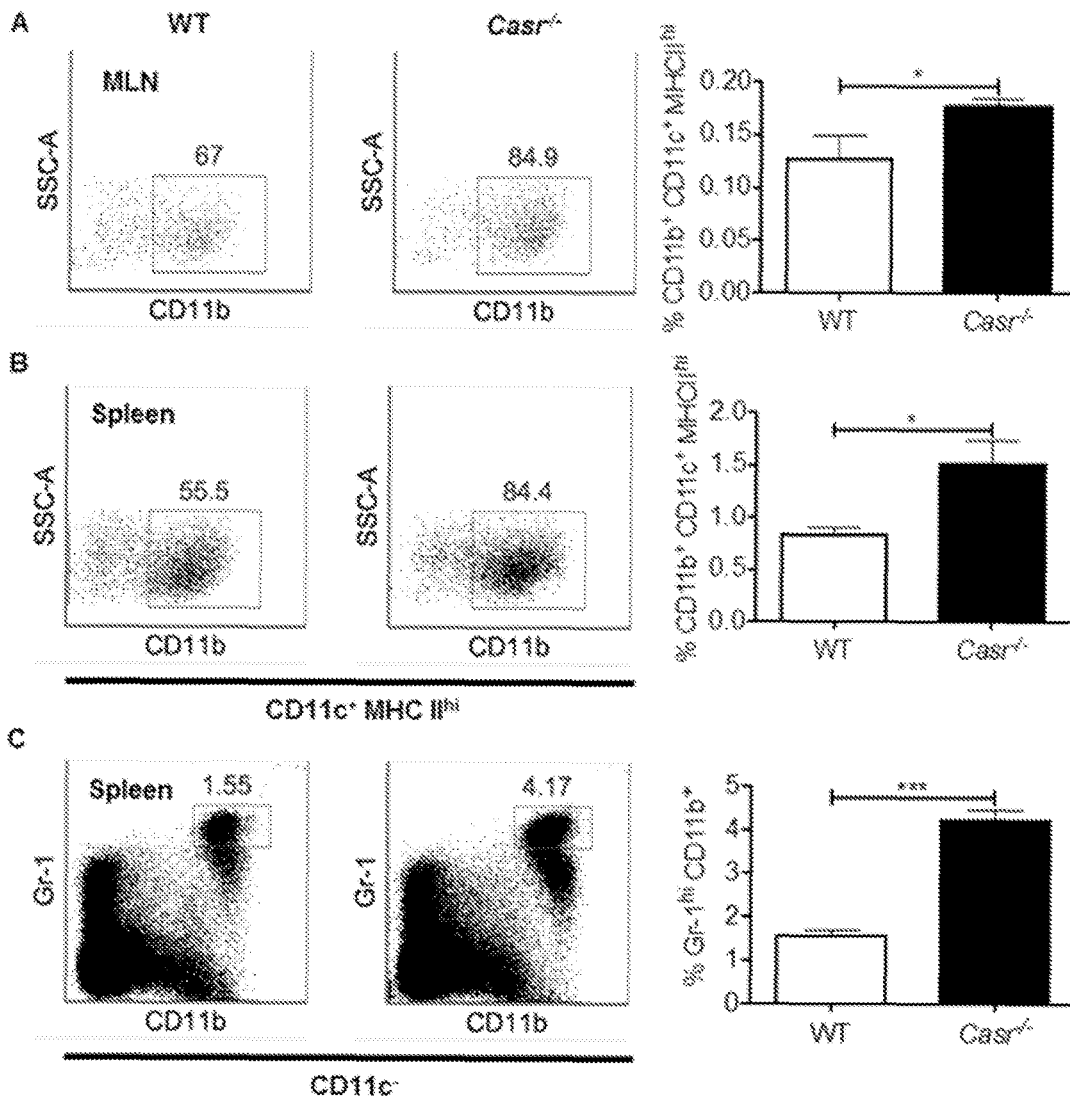 A
WT
Casr-/-
MLN
67
84.9
SSC-A
SSC-A
CD11b
CD11b
% CD11b+ CD11c+ MHCIIhi
0.20
0.15
0.10
0.05
0.00
*
WT
Casr-/-
B
Spleen
55.5
84.4
SSC-A
SSC-A
CD11b
CD11b
CD11c+ MHC IIhi
% CD11b+ CD11c+ MHCIIhi
2.0
1.5
1.0
0.5
0.0
*
WT
Casr-/-
C
Spleen
1.55
4.17
Gr-1
Gr-1
CD11b
CD11b
CD11c-
% Gr-1hi CD11b+
5
4
3
2
1
0
***
WT
Casr-/-